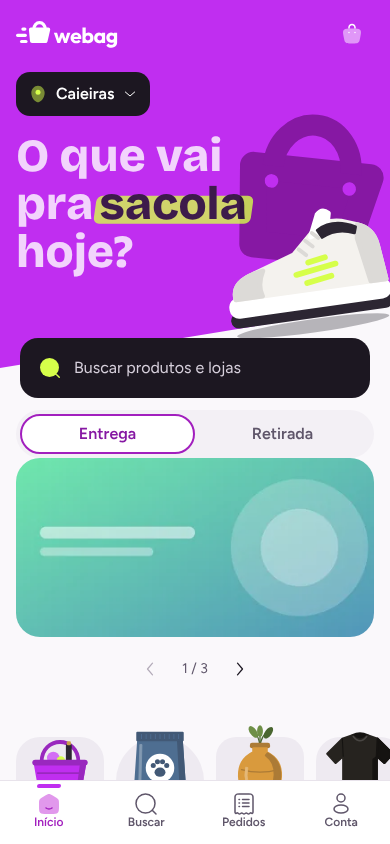 webag
Caieiras
O que vai
pra sacola
hoje?
Buscar produtos e lojas
Entrega
Retirada
1 / 3
Início
Buscar
Pedidos
Conta